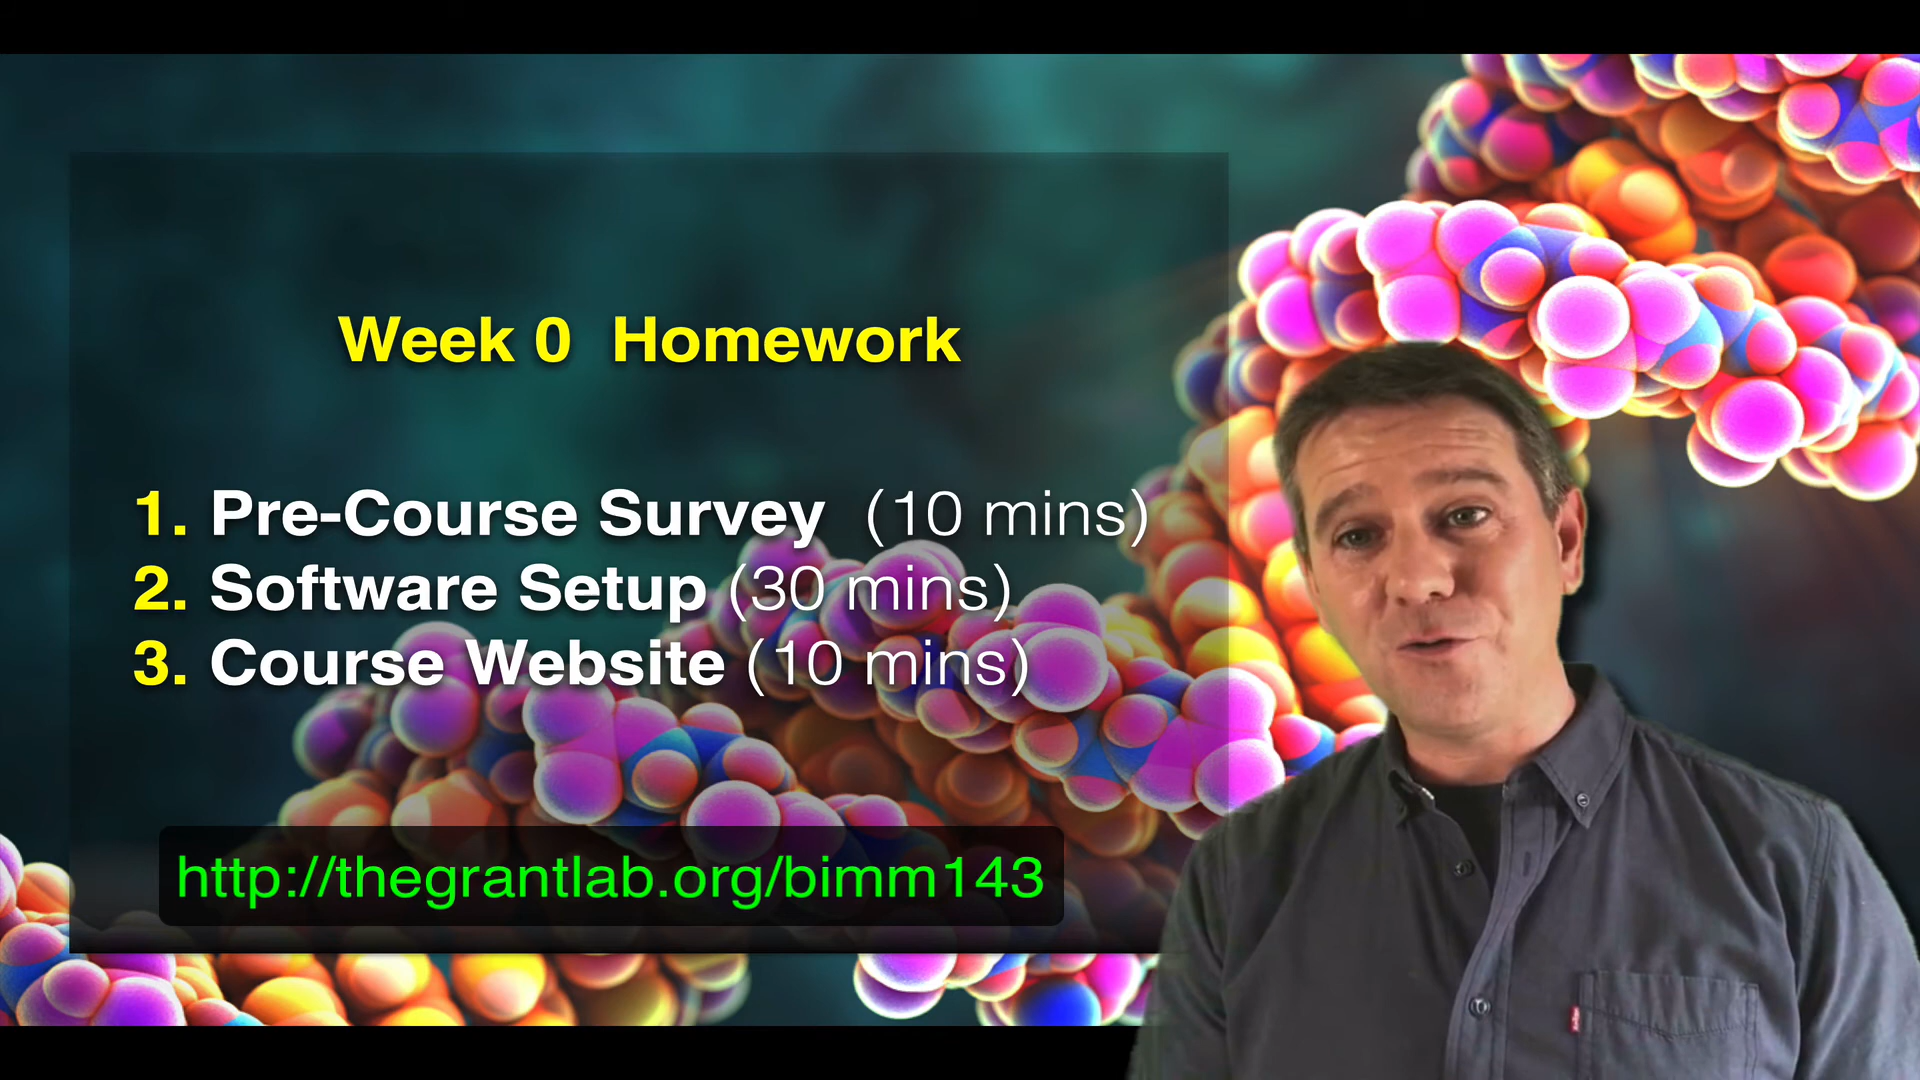 Week 0 Homework
1. Pre-Course Survey (10 mins)
2. Software Setup (30 mins)
3. Course Website (10 mins)
http://thegrantlab.org/bimm143